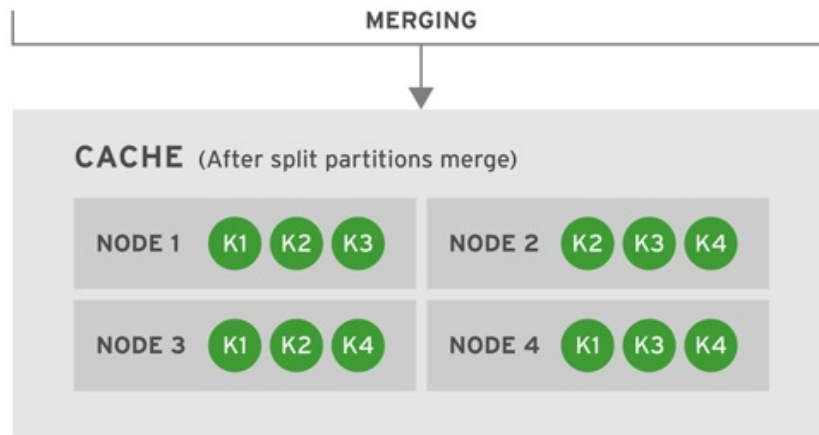 MERGING
CACHE (After split partitions merge)
NODE 1 K1 K2 K3
NODE 2 K2 K3 K4
NODE 3 K1 K2 K4
NODE 4 K1 K3 K4